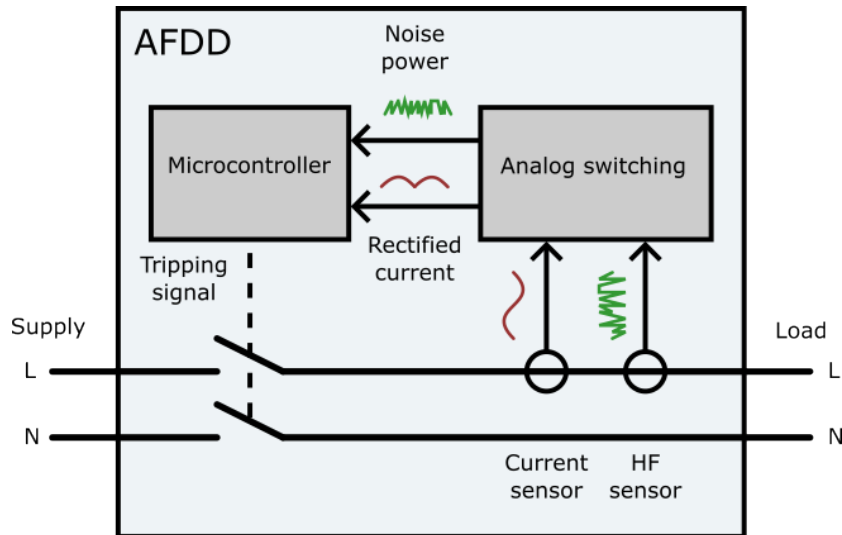 AFDD
Noise
power
Microcontroller
Analog switching
Rectified
current
Tripping
signal
Supply
Load
L
L
N
N
Current
sensor
HF
sensor